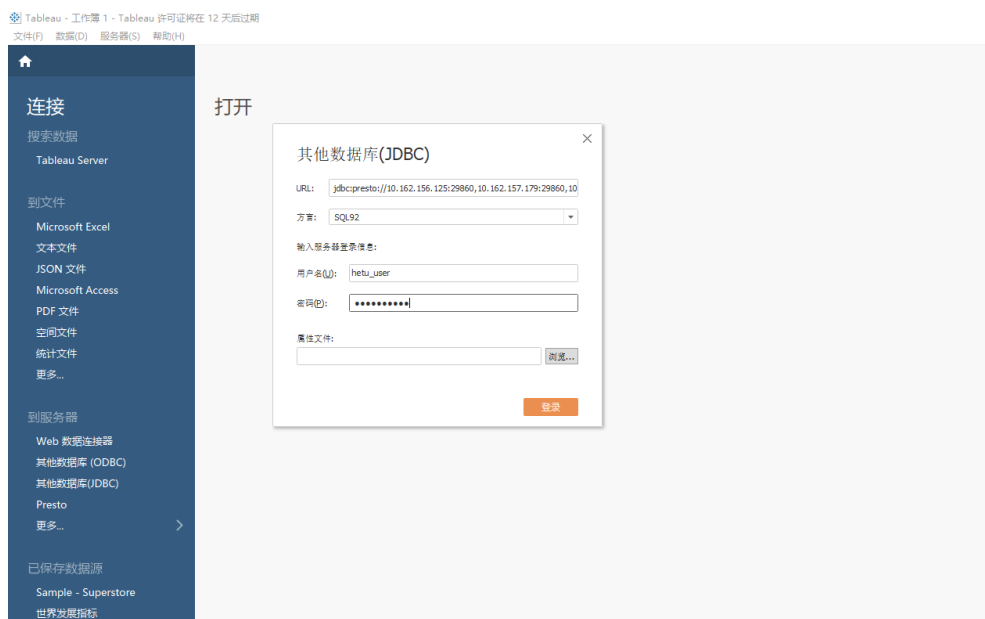 Tableau - 工作簿 1 - Tableau 许可证将在 12 天后过期
文件(F) 数据(D) 服务器(S) 帮助(H)
连接
搜索数据
Tableau Server
到文件
Microsoft Excel
文本文件
JSON 文件
Microsoft Access
PDF 文件
空间文件
统计文件
更多...
到服务器
Web 数据连接器
其他数据库 (ODBC)
其他数据库(JDBC)
Presto
更多...
已保存数据源
Sample - Superstore
世界发展指标
打开
其他数据库(JDBC)
URL: jdbc:presto://10.162.156.125:29860,10.162.157.179:29860,10
方言: SQL92
输入服务器登录信息:
用户名(U): hetu_user
密码(P): ●●●●●●●●●●
属性文件:
浏览...
登录